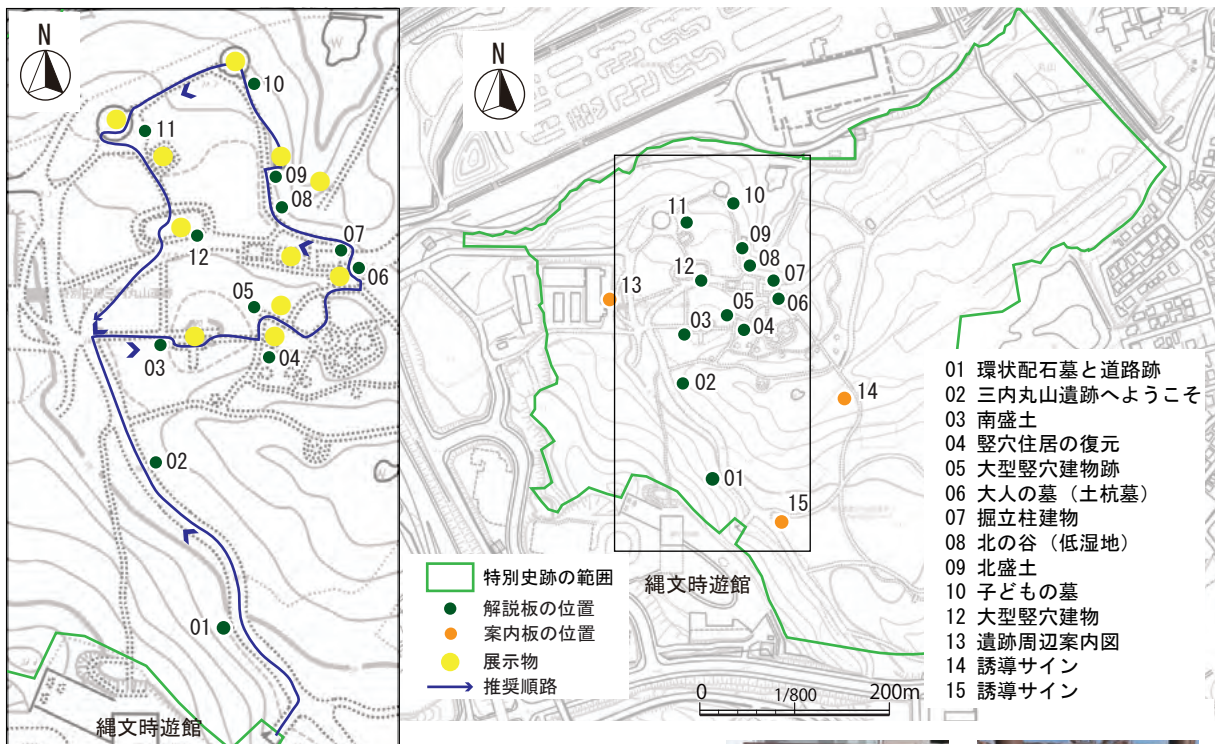 N
10
11
09
08
07
12
06
05
03
04
02
01
縄文時遊館
N
10
11
09
08
13
12
07
05
06
03
04
02
14
01
15
縄文時遊館
特別史跡の範囲
解説板の位置
案内板の位置
展示物
推奨順路
0 1/800 200m
01 環状配石墓と道路跡
02 三内丸山遺跡へようこそ
03 南盛土
04 竪穴住居の復元
05 大型竪穴建物跡
06 大人の墓（土杭墓）
07 掘立柱建物
08 北の谷（低湿地）
09 北盛土
10 子どもの墓
12 大型竪穴建物
13 遺跡周辺案内図
14 誘導サイン
15 誘導サイン